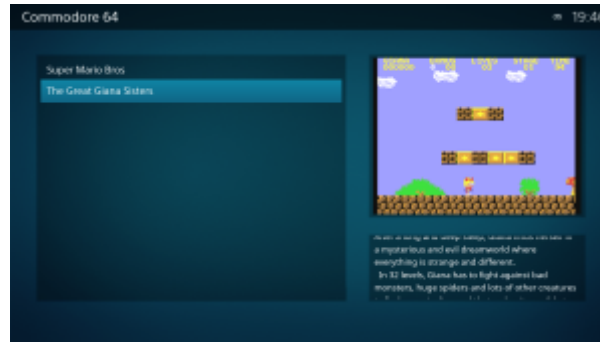 Commodore 64
19:46
Super Mario Bros
The Great Giana Sisters
a mysterious and evil dreamworld where
everything is strange and different.
In 32 levels, Giana has to fight against bad
monsters, huge spiders and lots of other creatures